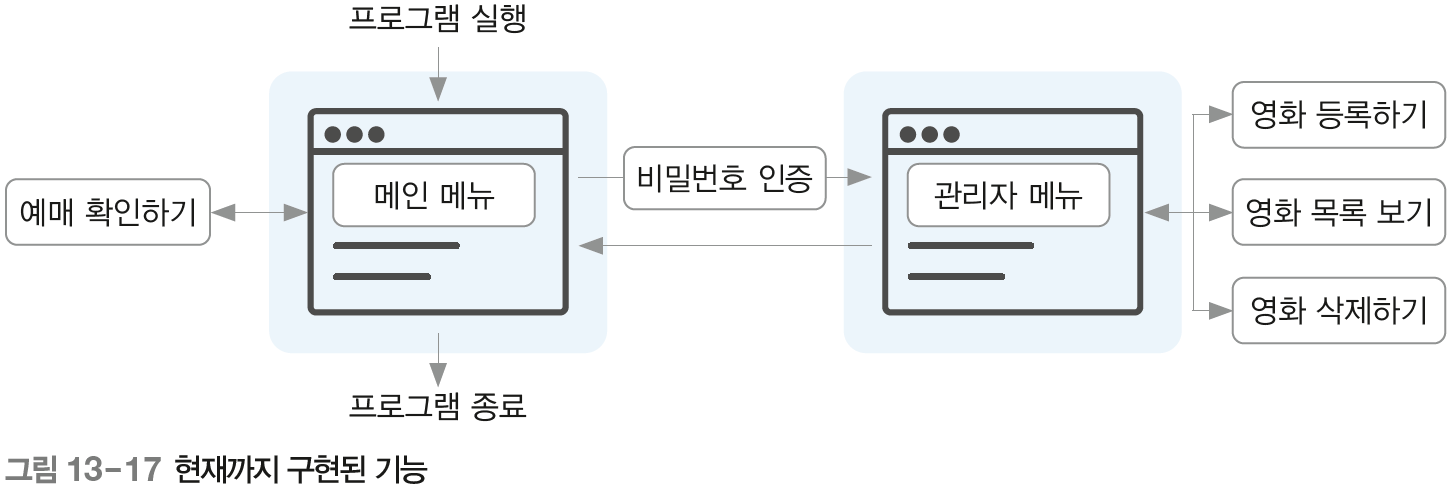 프로그램 실행
예매 확인하기
메인 메뉴
비밀번호 인증
관리자 메뉴
영화 등록하기
영화 목록 보기
영화 삭제하기
프로그램 종료
그림 13-17 현재까지 구현된 기능